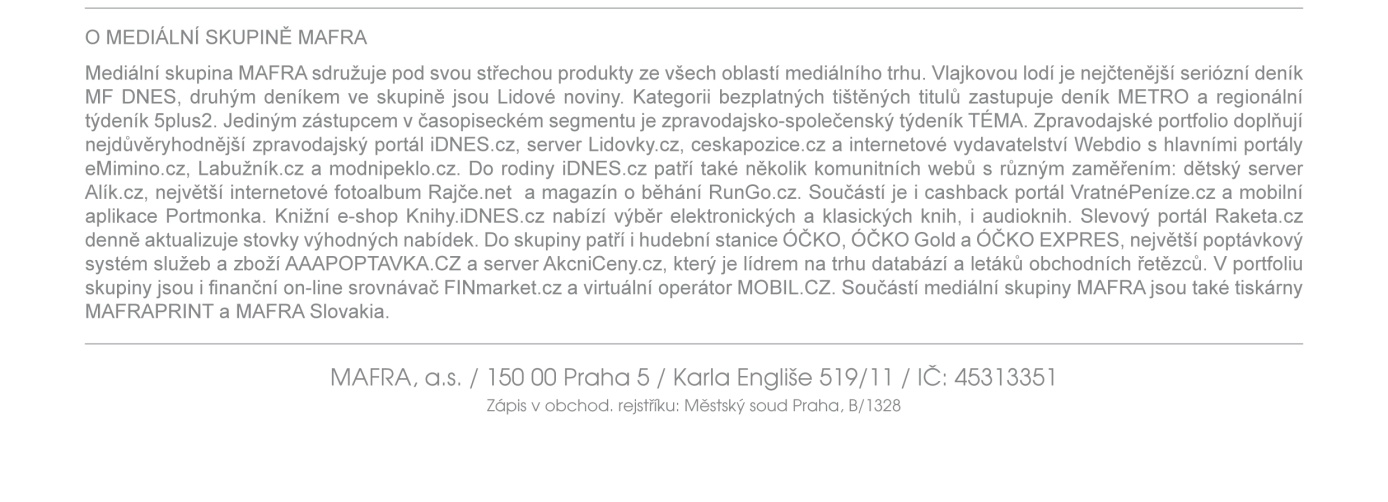 O MEDIÁLNÍ SKUPINĚ MAFRA
Mediální skupina MAFRA sdružuje pod svou střechou produkty ze všech oblastí mediálního trhu. Vlajkovou lodí je nejčtenější seriózní deník
MF DNES, druhým deníkem ve skupině jsou Lidové noviny. Kategorii bezplatných tištěných titulů zastupuje deník METRO a regionální
týdeník 5plus2. Jediným zástupcem v časopiseckém segmentu je zpravodajsko-společenský týdeník TÉMA. Zpravodajské portfolio doplňují
nejdůvěryhodnější zpravodajský portál iDNES.cz, server Lidovky.cz, ceskapozice.cz a internetové vydavatelství Webdio s hlavními portály
eMimino.cz, Labužník.cz a modnipeklo.cz. Do rodiny iDNES.cz patří také několik komunitních webů s různým zaměřením: dětský server
Alík.cz, největší internetové fotoalbum Rajče.net a magazín o běhání RunGo.cz. Součástí je i cashback portál VratnéPeníze.cz a mobilní
aplikace Portmonka. Knižní e-shop Knihy.iDNES.cz nabízí výběr elektronických a klasických knih, i audioknih. Slevový portál Raketa.cz
denně aktualizuje stovky výhodných nabídek. Do skupiny patří i hudební stanice ÓČKO, ÓČKO Gold a ÓČKO EXPRES, největší poptávkový
systém služeb a zboží AAAPOPTAVKA.CZ a server AkcniCeny.cz, který je lídrem na trhu databází a letáků obchodních řetězců. V portfoliu
skupiny jsou i finanční on-line srovnávač FINmarket.cz a virtuální operátor MOBIL.CZ. Součástí mediální skupiny MAFRA jsou také tiskárny
MAFRAPRINT a MAFRA Slovakia.
MAFRA, a.s. / 150 00 Praha 5 / Karla Engliše 519/11 / IČ: 45313351
Zápis v obchod. rejstříku: Městský soud Praha, B/1328